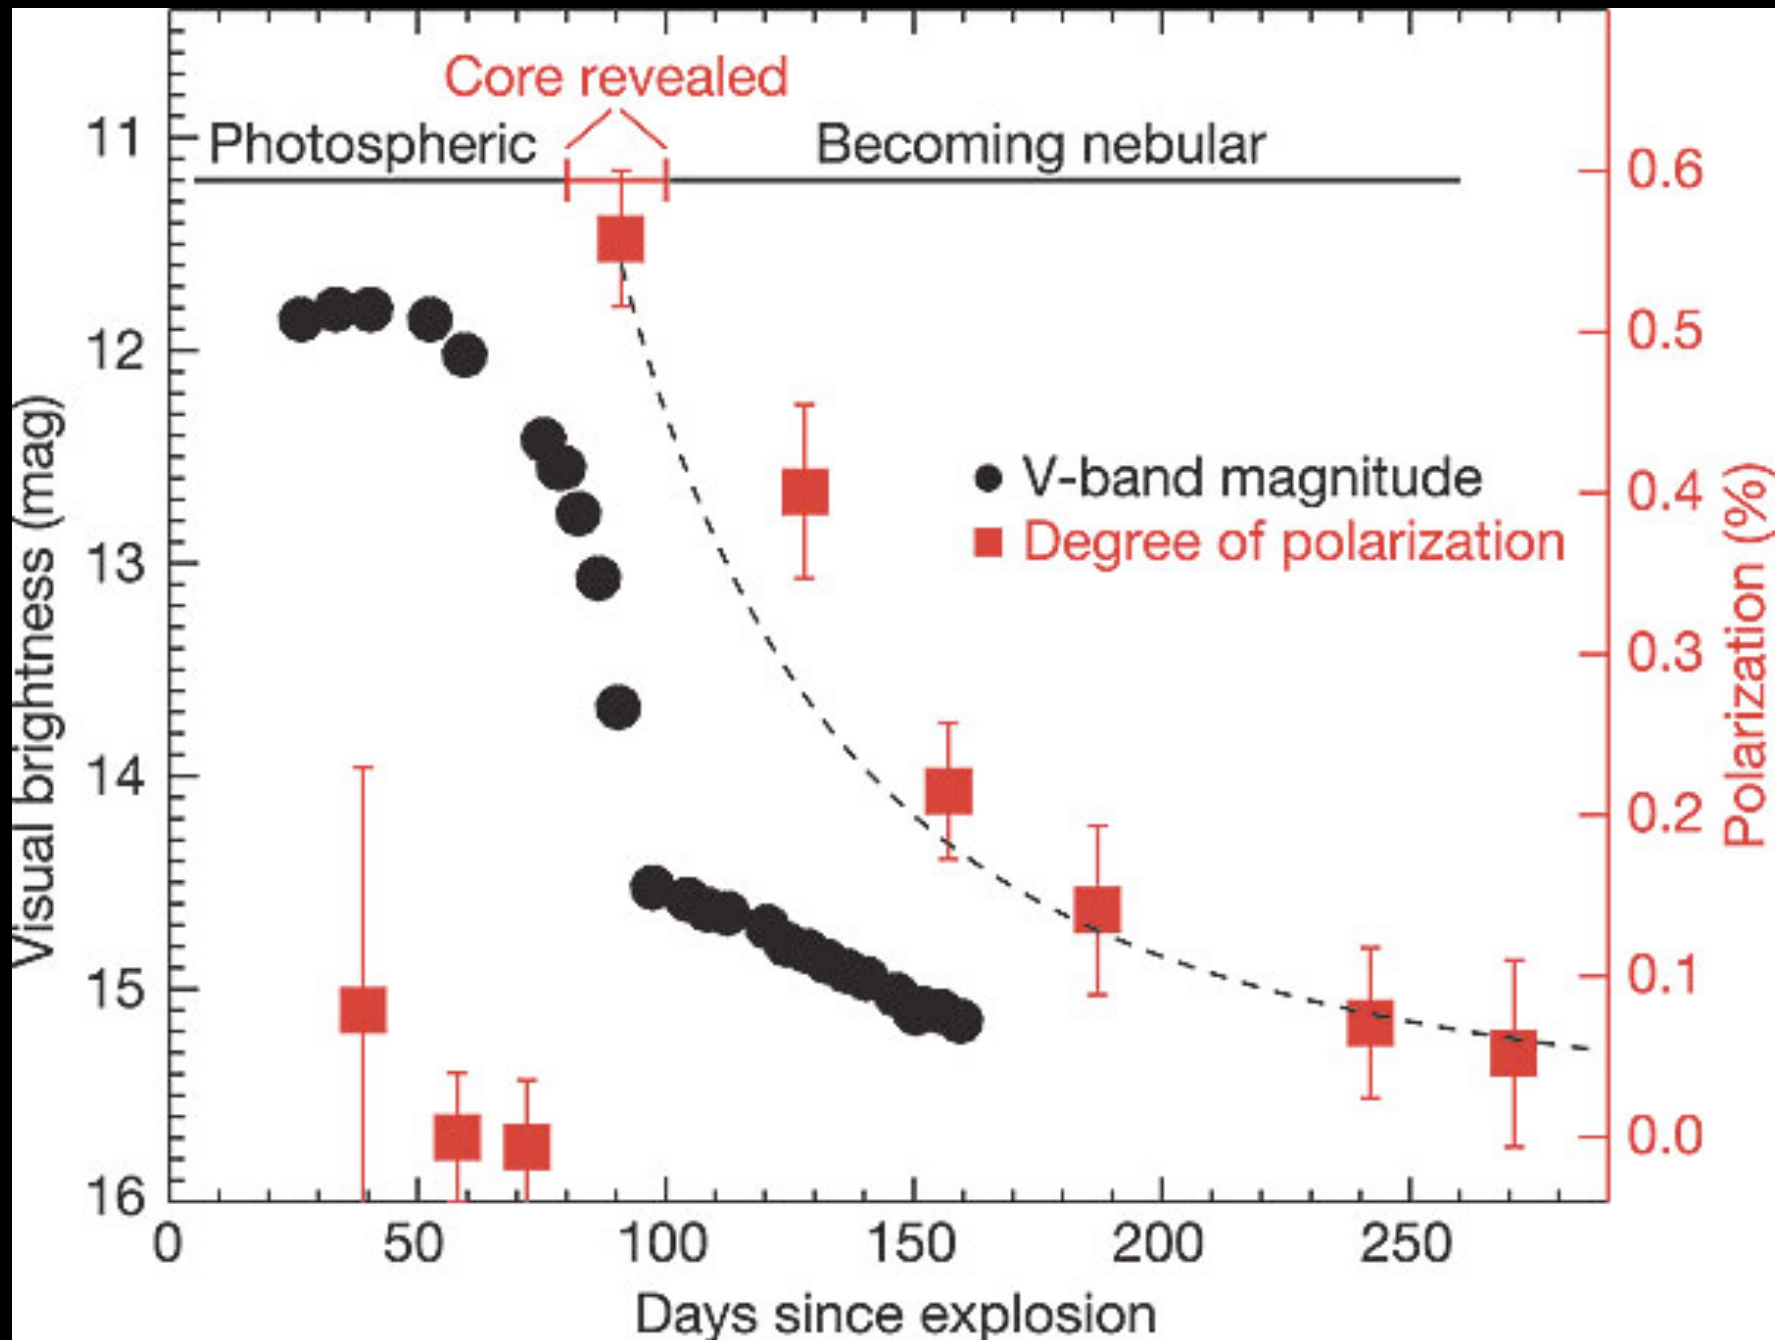 Core revealed
Photospheric
Becoming nebular
11
12
13
14
15
16
Visual brightness (mag)
V-band magnitude
Degree of polarization
0.6
0.5
0.4
0.3
0.2
0.1
0.0
Polarization (%)
0
50
100
150
200
250
Days since explosion